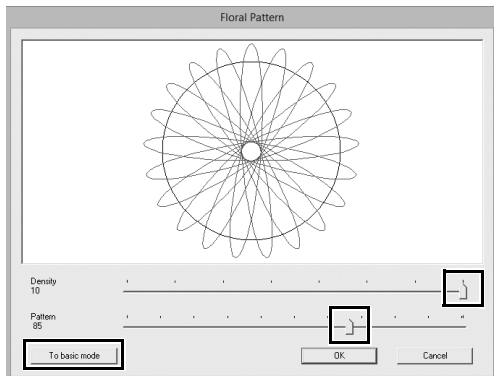 Floral Pattern
Density
10
Pattern
85
To basic mode
OK
Cancel